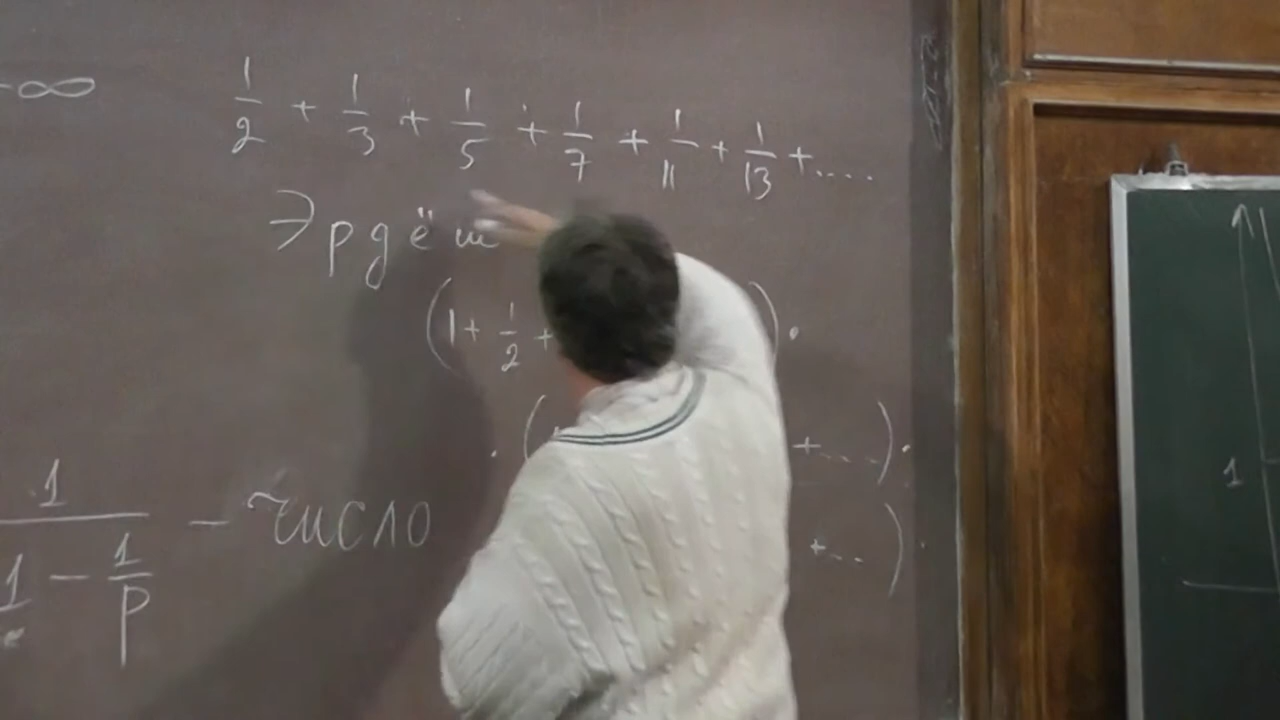 -∞
1/2 + 1/3 + 1/5 + 1/7 + 1/11 + 1/13 + ....
Эрдёш
(1 + 1/2 + ) ·
· ( + ....) ·
1
1 - 1/p - число
+ ... ) ·
1